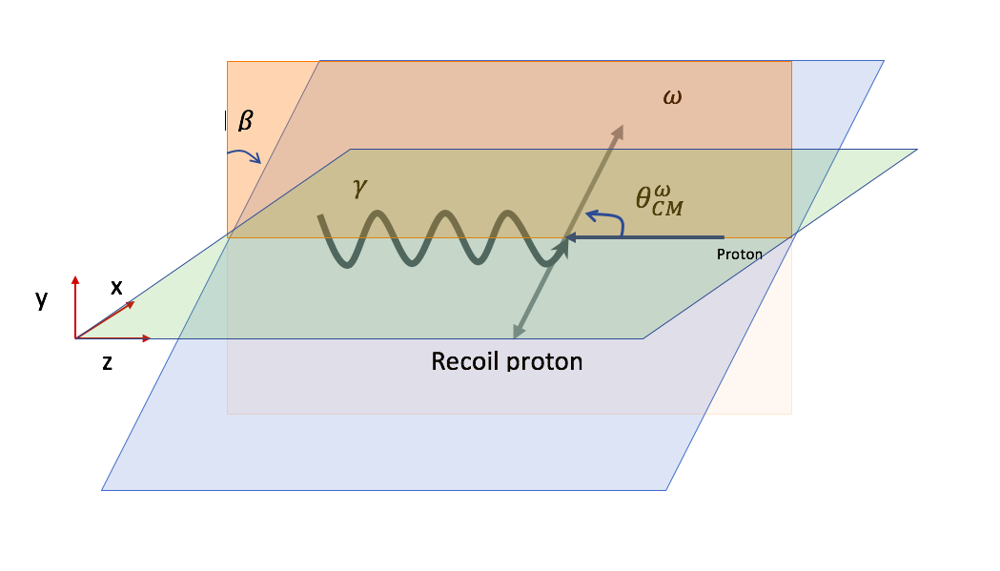 ω
β
γ
θ^ω_CM
Proton
x
y
z
Recoil proton